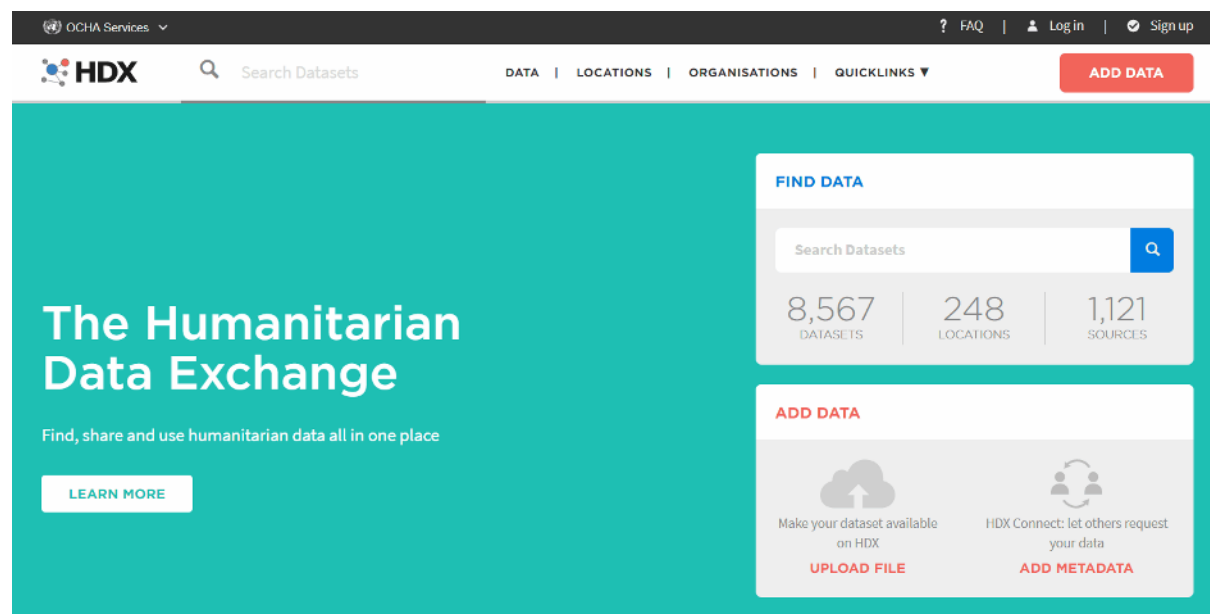 OCHA Services
? FAQ | Log in | Sign up
HDX
Search Datasets
DATA | LOCATIONS | ORGANISATIONS | QUICKLINKS ▼
ADD DATA
The Humanitarian
Data Exchange
Find, share and use humanitarian data all in one place
LEARN MORE
FIND DATA
Search Datasets
8,567 248 1,121
DATASETS LOCATIONS SOURCES
ADD DATA
Make your dataset available
on HDX
UPLOAD FILE
HDX Connect: let others request
your data
ADD METADATA